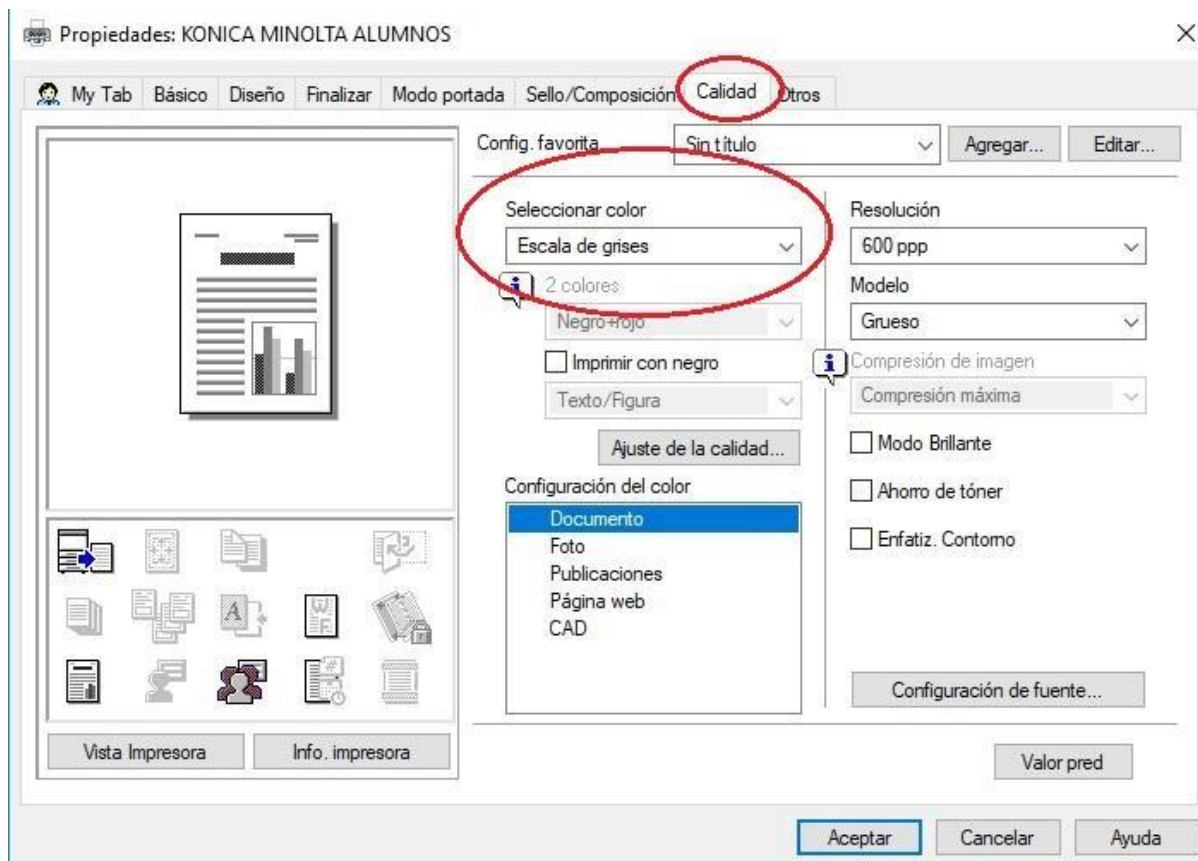 Propiedades: KONICA MINOLTA ALUMNOS
My Tab Básico Diseño Finalizar Modo portada Sello/Composición Calidad Otros
Config. favorita Sin título Agregar... Editar...
Seleccionar color
Escala de grises
2 colores
Negro+rojo
Imprimir con negro
Texto/Figura
Ajuste de la calidad...
Configuración del color
Documento
Foto
Publicaciones
Página web
CAD
Resolución
600 ppp
Modelo
Grueso
Compresión de imagen
Compresión máxima
Modo Brillante
Ahorro de tóner
Enfatiz. Contorno
Configuración de fuente...
Vista Impresora Info. impresora
Valor pred
Aceptar Cancelar Ayuda